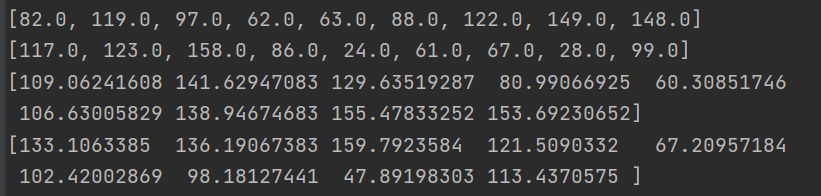 [82.0, 119.0, 97.0, 62.0, 63.0, 88.0, 122.0, 149.0, 148.0]
[117.0, 123.0, 158.0, 86.0, 24.0, 61.0, 67.0, 28.0, 99.0]
[109.06241608 141.62947083 129.63519287  80.99066925  60.30851746
 106.63005829 138.94674683 155.47833252 153.69230652]
[133.1063385  136.19067383 159.7923584  121.5090332   67.20957184
 102.42002869  98.18127441  47.89198303 113.4370575 ]